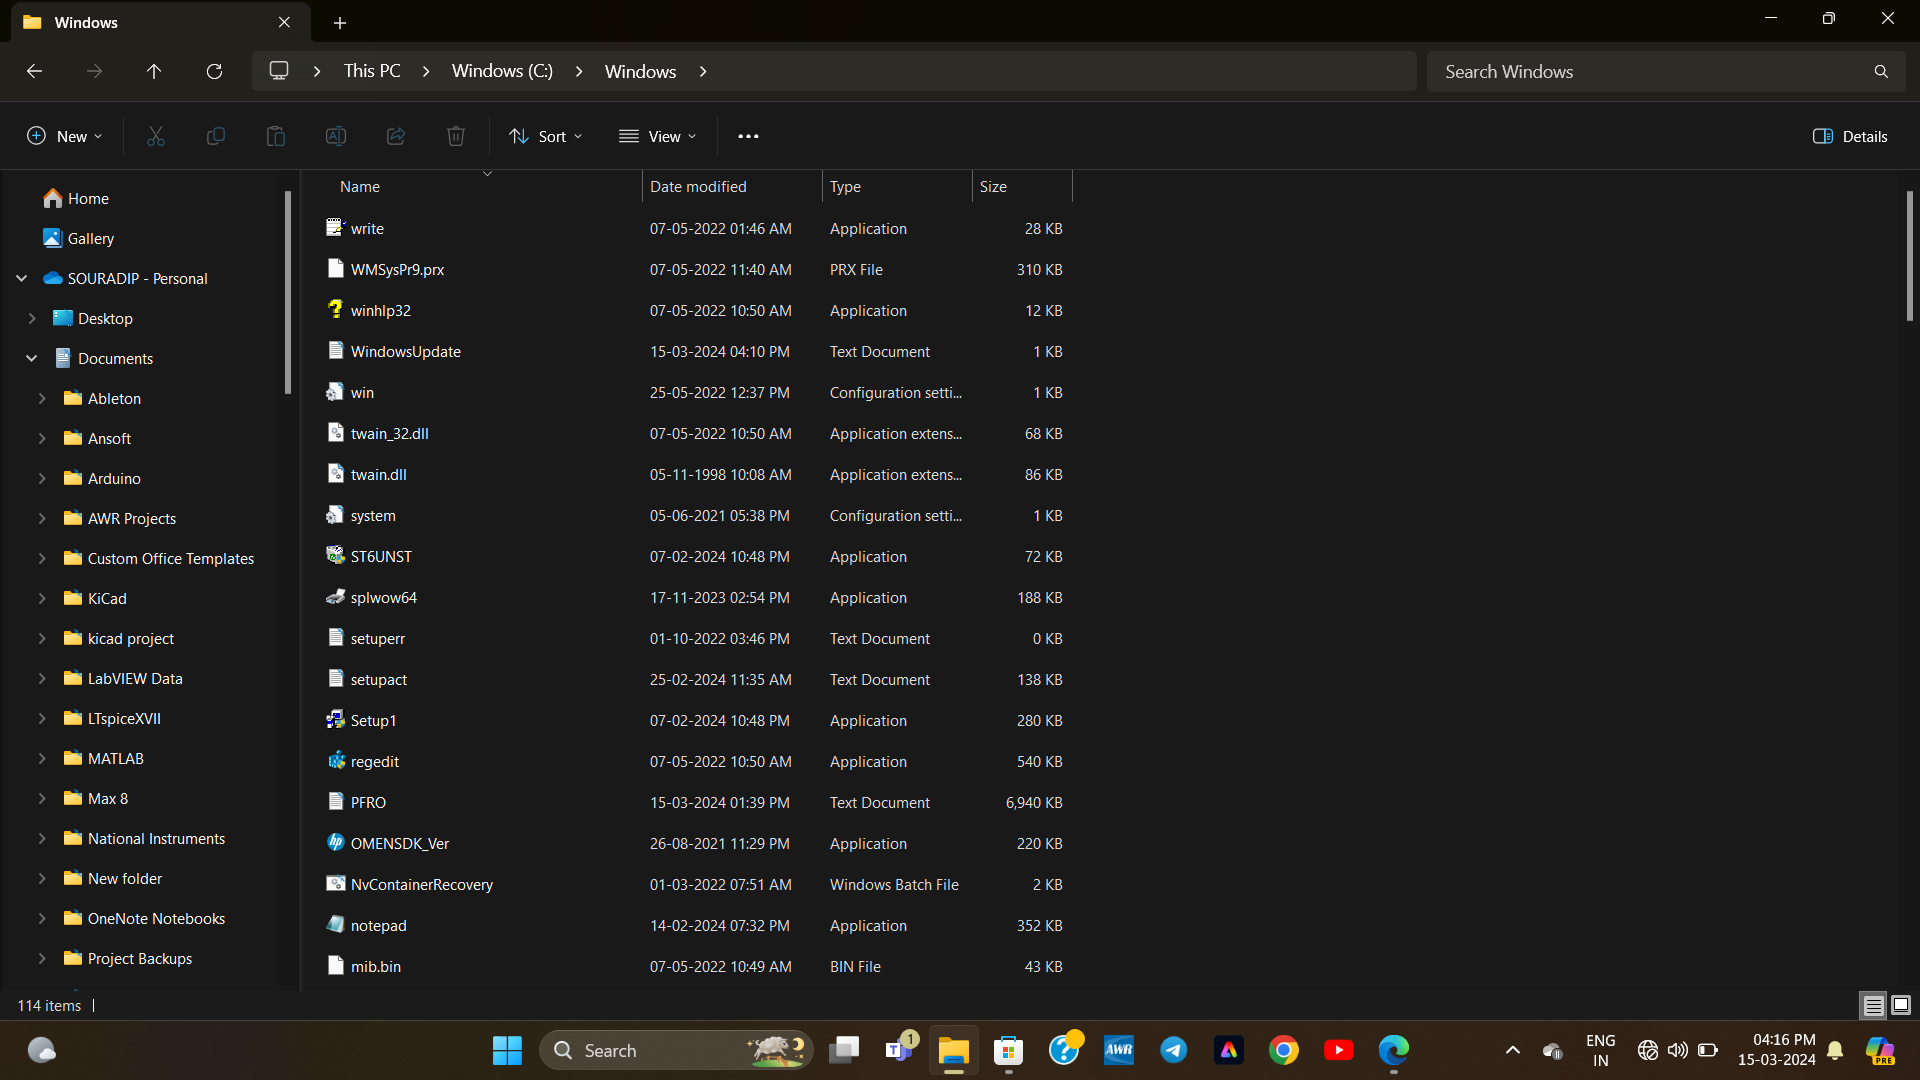 Windows
This PC > Windows (C:) > Windows >
Search Windows
New
Sort
View
Details
Name Date modified Type Size
Home
Gallery
SOURADIP - Personal
Desktop
Documents
Ableton
Ansoft
Arduino
AWR Projects
Custom Office Templates
KiCad
kicad project
LabVIEW Data
LTspiceXVII
MATLAB
Max 8
National Instruments
New folder
OneNote Notebooks
Project Backups
write 07-05-2022 01:46 AM Application 28 KB
WMSysPr9.prx 07-05-2022 11:40 AM PRX File 310 KB
winhlp32 07-05-2022 10:50 AM Application 12 KB
WindowsUpdate 15-03-2024 04:10 PM Text Document 1 KB
win 25-05-2022 12:37 PM Configuration setti... 1 KB
twain_32.dll 07-05-2022 10:50 AM Application extens... 68 KB
twain.dll 05-11-1998 10:08 AM Application extens... 86 KB
system 05-06-2021 05:38 PM Configuration setti... 1 KB
ST6UNST 07-02-2024 10:48 PM Application 72 KB
splwow64 17-11-2023 02:54 PM Application 188 KB
setuperr 01-10-2022 03:46 PM Text Document 0 KB
setupact 25-02-2024 11:35 AM Text Document 138 KB
Setup1 07-02-2024 10:48 PM Application 280 KB
regedit 07-05-2022 10:50 AM Application 540 KB
PFRO 15-03-2024 01:39 PM Text Document 6,940 KB
OMENSDK_Ver 26-08-2021 11:29 PM Application 220 KB
NvContainerRecovery 01-03-2022 07:51 AM Windows Batch File 2 KB
notepad 14-02-2024 07:32 PM Application 352 KB
mib.bin 07-05-2022 10:49 AM BIN File 43 KB
114 items
Search
1
AWR
ENG
IN
04:16 PM
15-03-2024
PRE